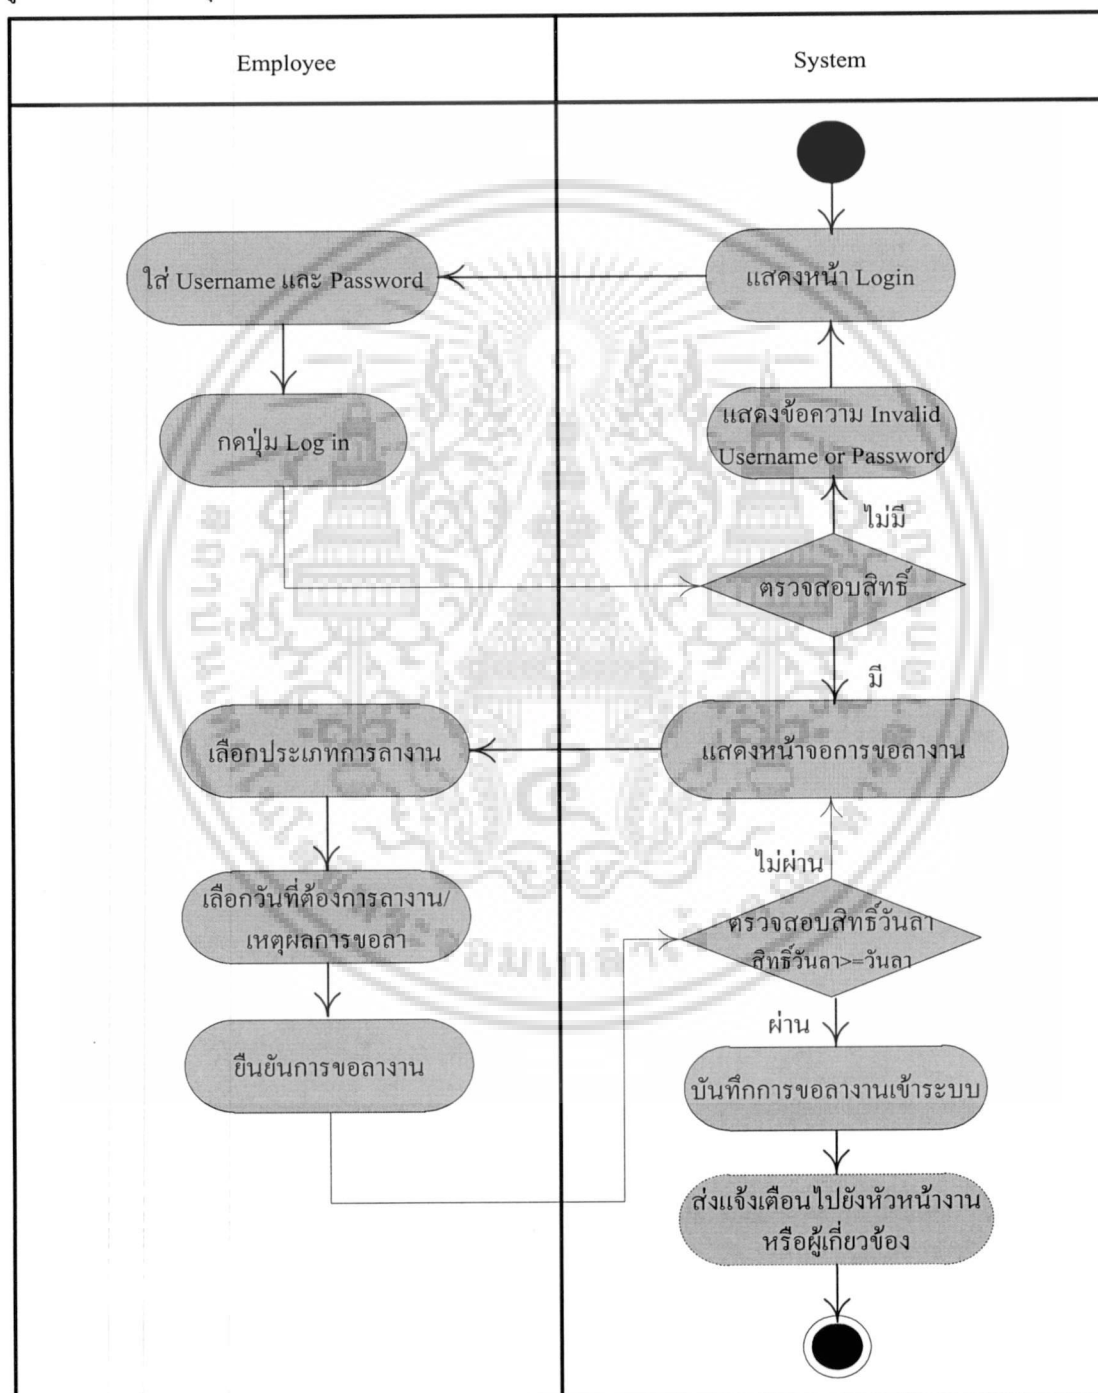 Employee
System
แสดงหน้า Login
ใส่ Username และ Password
กดปุ่ม Log in
แสดงข้อความ Invalid
Username or Password
ไม่มี
ตรวจสอบสิทธิ์
มี
แสดงหน้าจอการขอลางาน
เลือกประเภทการลางาน
เลือกวันที่ต้องการลางาน/
เหตุผลการขอลา
ยืนยันการขอลางาน
ไม่ผ่าน
ตรวจสอบสิทธิ์วันลา
สิทธิ์วันลา>=วันลา
ผ่าน
บันทึกการขอลางานเข้าระบบ
ส่งแจ้งเตือนไปยังหัวหน้างาน
หรือผู้เกี่ยวข้อง